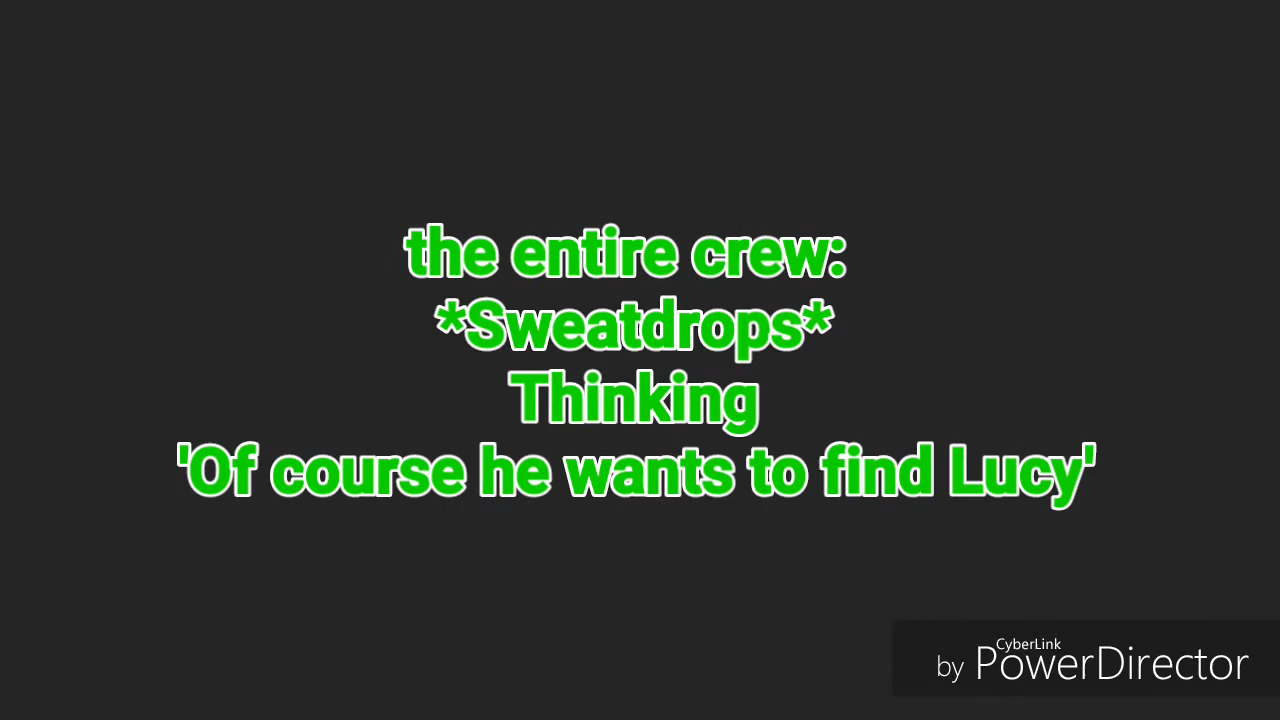 the entire crew:
*Sweatdrops*
Thinking
'Of course he wants to find Lucy'
CyberLink
by PowerDirector